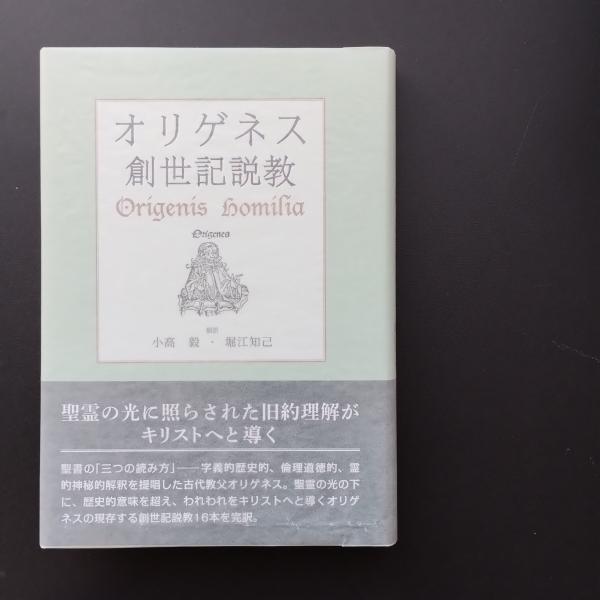 オリゲネス
創世記説教
Origenis Homilia
Origenes
翻訳
小高 毅・堀江知己
聖霊の光に照らされた旧約理解が
キリストへと導く
聖書の「三つの読み方」――字義的歴史的、倫理道徳的、霊
的神秘的解釈を提唱した古代教父オリゲネス。聖霊の光の下
に、歴史的意味を超え、われわれをキリストへと導くオリゲ
ネスの現存する創世記説教16本を完訳。